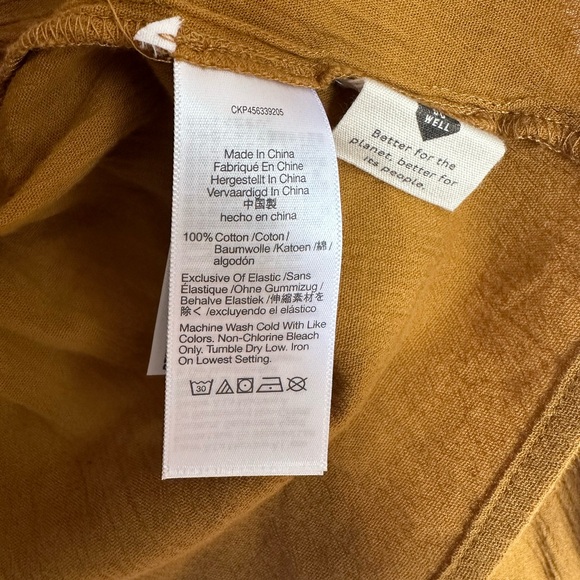 CKP456339205
Made In China
Fabriqué En Chine
Hergestellt In China
Vervaardigd In China
中国製
hecho en china
100% Cotton /Coton/
Baumwolle /Katoen /綿/
algodón
Exclusive Of Elastic /Sans
Élastique /Ohne Gummizug /
Behalve Elastiek /伸縮素材を
除く /excluyendo el elástico
Machine Wash Cold With Like
Colors. Non-Chlorine Bleach
Only. Tumble Dry Low. Iron
On Lowest Setting.
30
WELL
Better for the
planet, better for
its people.